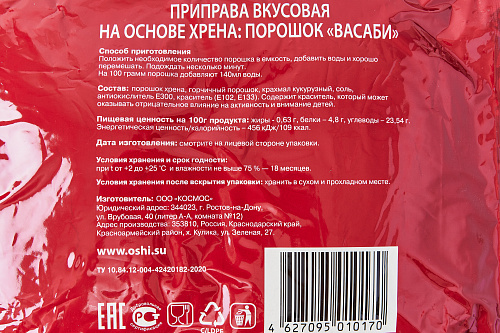 ПРИПРАВА ВКУСОВАЯ
НА ОСНОВЕ ХРЕНА: ПОРОШОК «ВАСАБИ»
Способ приготовления
Положить необходимое количество порошка в емкость, добавить воды и хорошо
перемешать. Подождать несколько минут.
На 100 грамм порошка добавляют 140мл воды.
Состав: порошок хрена, горчичный порошок, крахмал кукурузный, соль,
антиокислитель Е300, краситель (Е102, Е133). Содержит краситель, который может
оказывать отрицательное влияние на активность и внимание детей.
Пищевая ценность на 100г продукта: жиры - 0,63 г, белки - 4,8 г, углеводы - 23,54 г.
Энергетическая ценность/калорийность – 456 кДж/109 ккал.
Дата изготовления: смотрите на лицевой стороне упаковки.
Условия хранения и срок годности:
при t от +2 до +25°С и влажности не выше 75 % — 18 месяцев.
Условия хранения после вскрытия упаковки: хранить в сухом и прохладном месте.
Изготовитель: ООО «КОСМОС»
Юридический адрес: 344023, г. Ростов-на-Дону,
ул. Врубовая, 40 (литер А-А, комната №12)
Адрес производства: 353810, Россия, Краснодарский край,
Красноармейский район, х. Кулика, ул. Зеленая, 27.
www.oshi.su
ТУ 10.84.12-004-42420182-2020
ЕАС
Добровольная
сертификация
C/LDPE
4 627095 010170